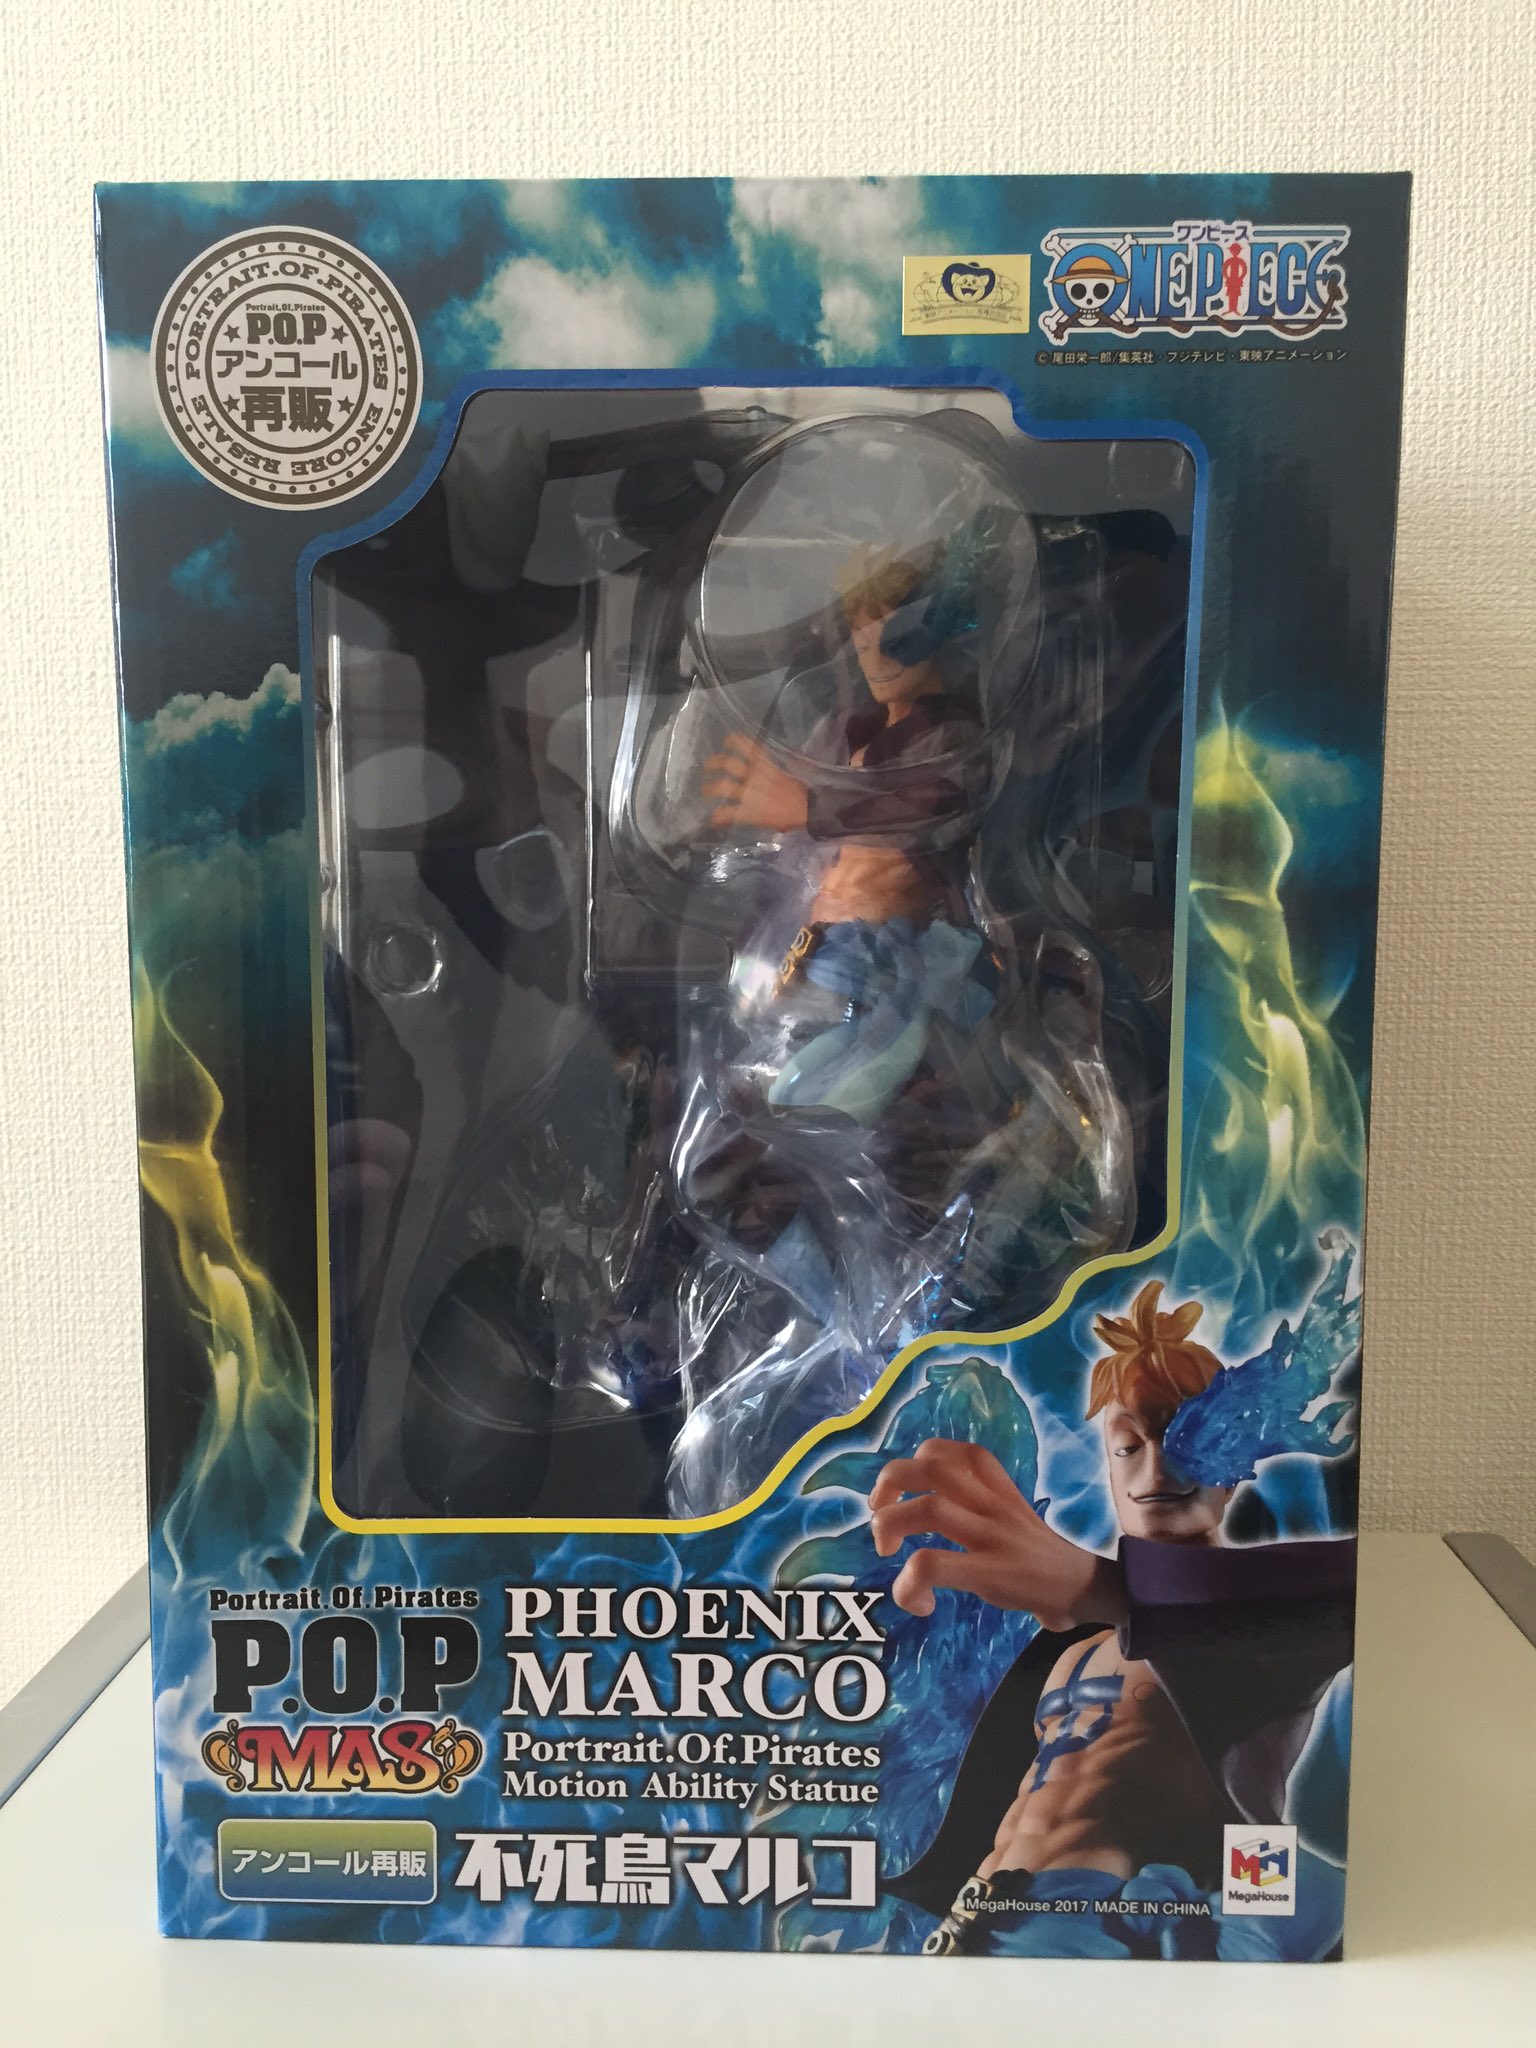 PORTRAIT.OF.PIRATES ENCORE RESALE
Portrait.Of.Pirates
P.O.P
アンコール
再販
ワンピース
ONE PIECE
© 尾田栄一郎/集英社・フジテレビ・東映アニメーション
Portrait.Of.Pirates
P.O.P
MAS
PHOENIX
MARCO
Portrait.Of.Pirates
Motion Ability Statue
アンコール再販
不死鳥マルコ
MegaHouse 2017 MADE IN CHINA
MH
MegaHouse